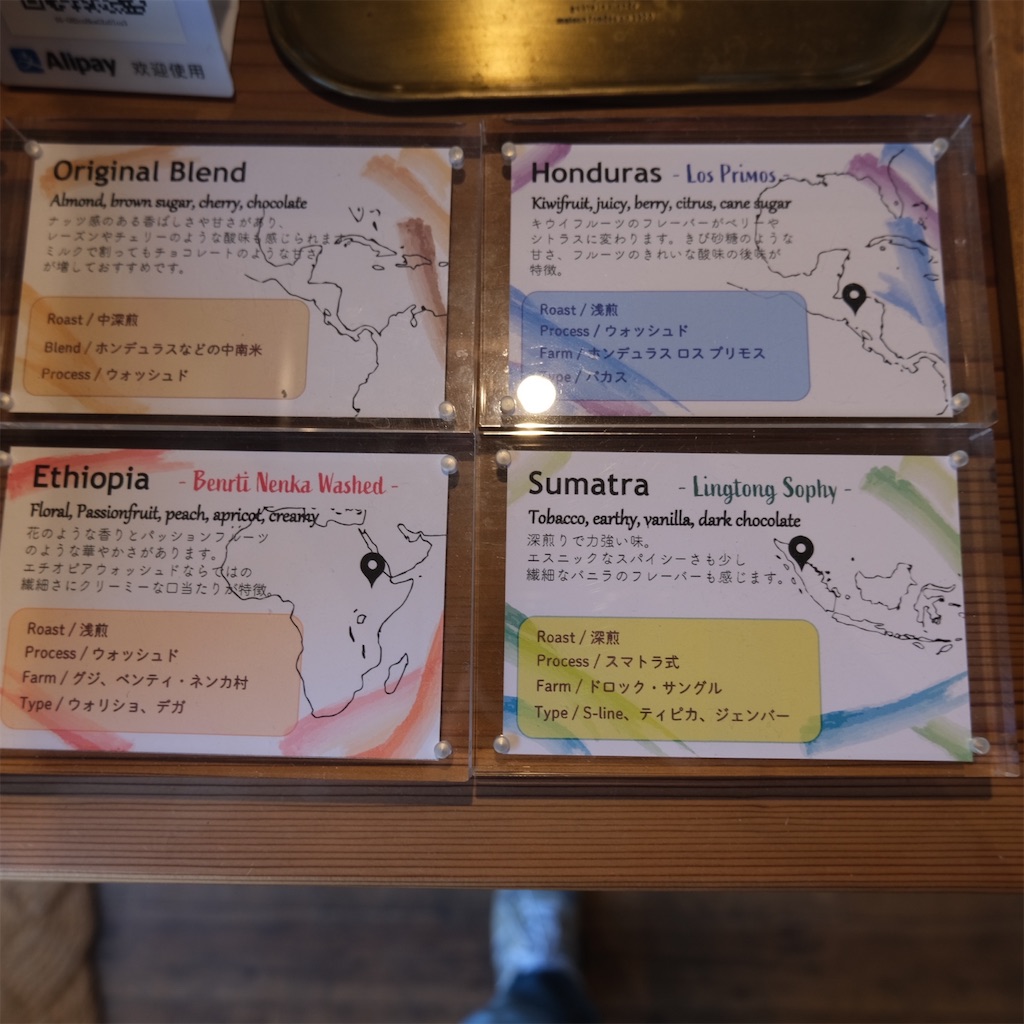 Alipay 欢迎使用
Original Blend
Almond, brown sugar, cherry, chocolate
ナッツ感のある香ばしさや甘さがあり、
レーズンやチェリーのような酸味も感じられます。
ミルクで割ってもチョコレートのような甘さ
が増しておすすめです。
Roast / 中深煎
Blend / ホンデュラスなどの中南米
Process / ウォッシュド
Honduras - Los Primos
Kiwifruit, juicy, berry, citrus, cane sugar
キウイフルーツのフレーバーがベリーや
シトラスに変わります。きび砂糖のような
甘さ、フルーツのきれいな酸味の後味が
特徴。
Roast / 浅煎
Process / ウォッシュド
Farm / ホンデュラス ロス プリモス
Type / パカス
Ethiopia - Benrti Nenka Washed -
Floral, Passionfruit, peach, apricot, creamy
花のような香りとパッションフルーツ
のような華やかさがあります。
エチオピアウォッシュドならではの
繊細さにクリーミーな口当たりが特徴。
Roast / 浅煎
Process / ウォッシュド
Farm / グジ、ベンティ・ネンカ村
Type / ウォリショ、デガ
Sumatra - Lingtong Sophy -
Tobacco, earthy, vanilla, dark chocolate
深煎りで力強い味。
エスニックなスパイシーさも少し
繊細なバニラのフレーバーも感じます。
Roast / 深煎
Process / スマトラ式
Farm / ドロック・サングル
Type / S-line、ティピカ、ジェンバー